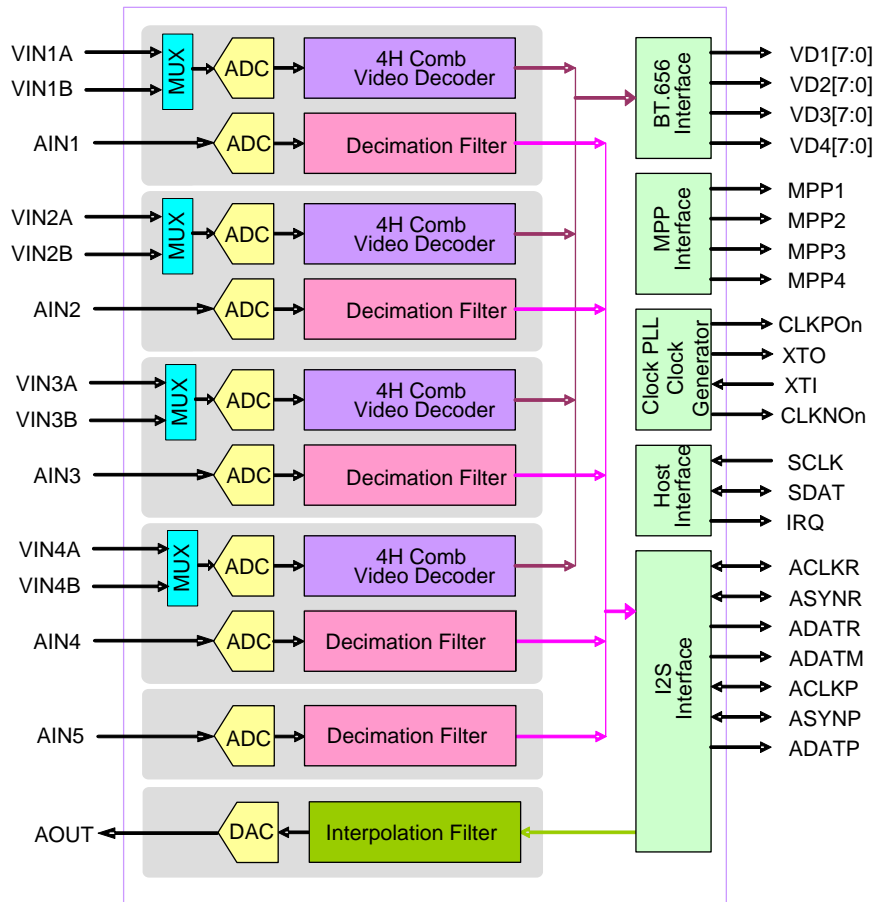 VIN1A
VIN1B
MUX
ADC
4H Comb
Video Decoder
AIN1
ADC
Decimation Filter
VIN2A
VIN2B
MUX
ADC
4H Comb
Video Decoder
AIN2
ADC
Decimation Filter
VIN3A
VIN3B
MUX
ADC
4H Comb
Video Decoder
AIN3
ADC
Decimation Filter
VIN4A
VIN4B
MUX
ADC
4H Comb
Video Decoder
AIN4
ADC
Decimation Filter
AIN5
ADC
Decimation Filter
AOUT
DAC
Interpolation Filter
BT.656
Interface
VD1[7:0]
VD2[7:0]
VD3[7:0]
VD4[7:0]
MPP
Interface
MPP1
MPP2
MPP3
MPP4
Clock PLL
Clock
Generator
CLKPOn
XTO
XTI
CLKNOn
Host
Interface
SCLK
SDAT
IRQ
I2S
Interface
ACLKR
ASYNR
ADATR
ADATM
ACLKP
ASYNP
ADATP